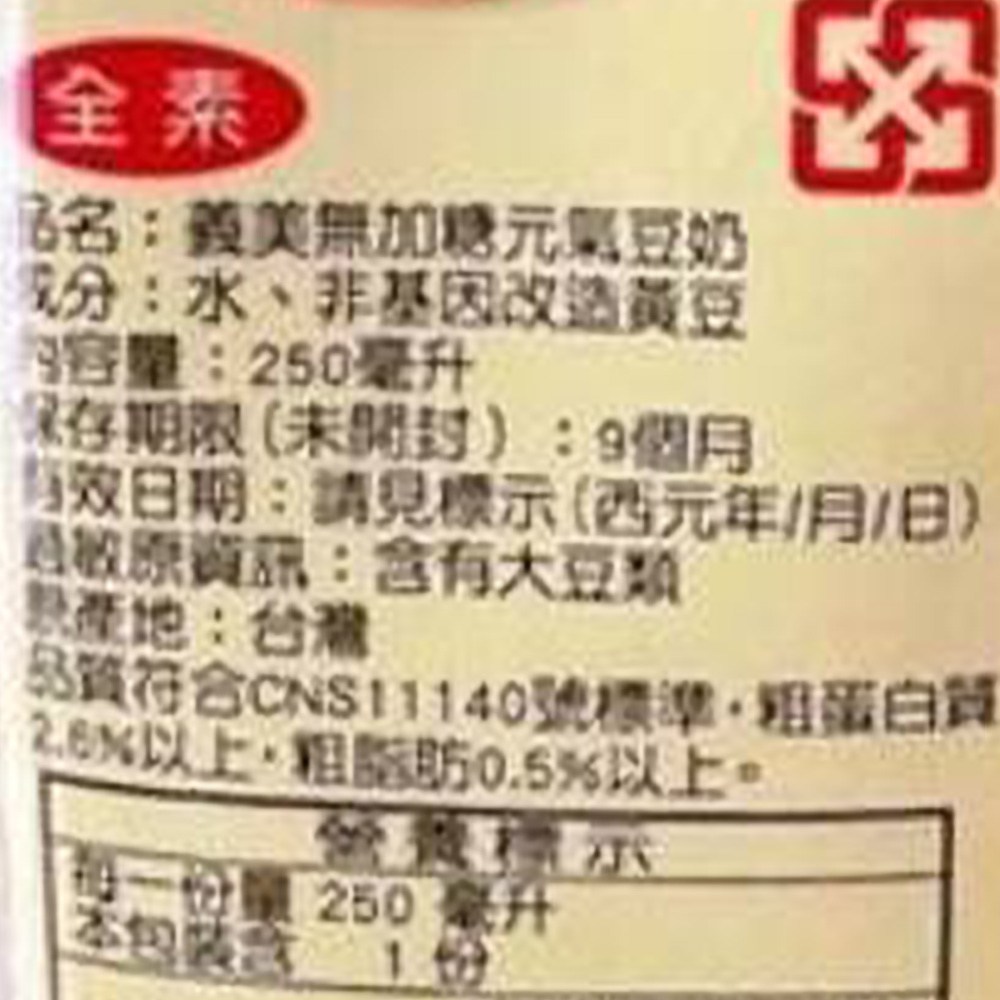 全素
品名：義美無加糖元氣豆奶
成分：水、非基因改造黃豆
內容量：250毫升
保存期限(未開封)：9個月
有效日期：請見標示(西元年/月/日)
過敏原資訊：含有大豆類
原產地：台灣
品質符合CNS11140號標準·粗蛋白質
2.6%以上·粗脂肪0.5%以上。
營養標示
每一份量 250 毫升
本包裝含 1 份